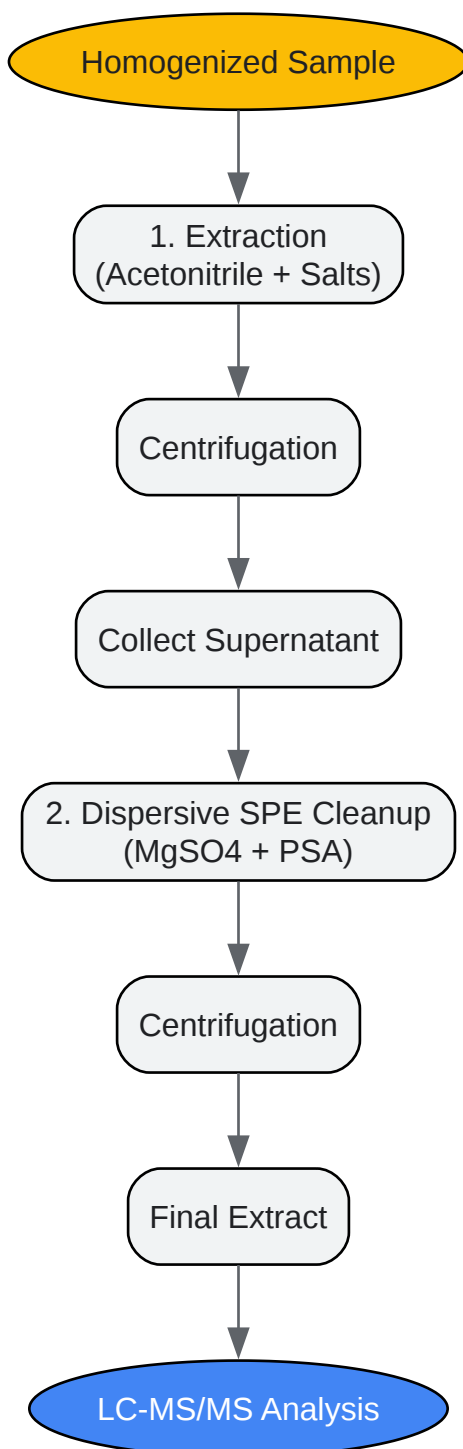 Homogenized Sample
1. Extraction
(Acetonitrile + Salts)
Centrifugation
Collect Supernatant
2. Dispersive SPE Cleanup
(MgSO4 + PSA)
Centrifugation
Final Extract
LC-MS/MS Analysis